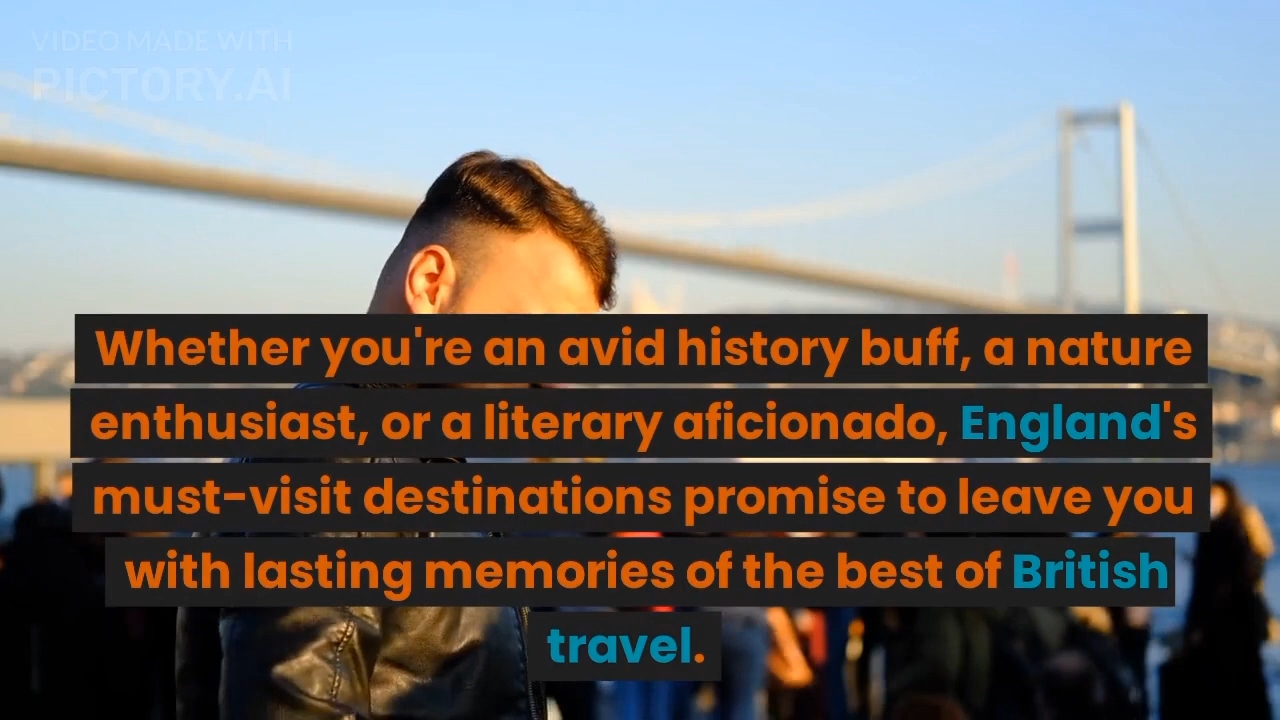 VIDEO MADE WITH
PICTORY.AI
Whether you're an avid history buff, a nature
enthusiast, or a literary aficionado, England's
must-visit destinations promise to leave you
with lasting memories of the best of British
travel.